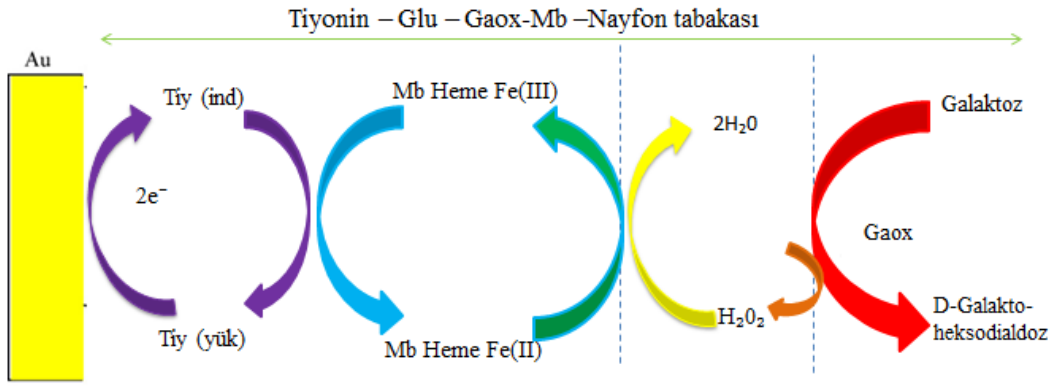 Tiyonin – Glu – Gaox-Mb –Nayfon tabakası
Au
Tiy (ind)
Mb Heme Fe(III)
2H₂0
Galaktoz
2e⁻
Gaox
Tiy (yük)
Mb Heme Fe(II)
H₂0₂
D-Galakto-
heksodialdoz